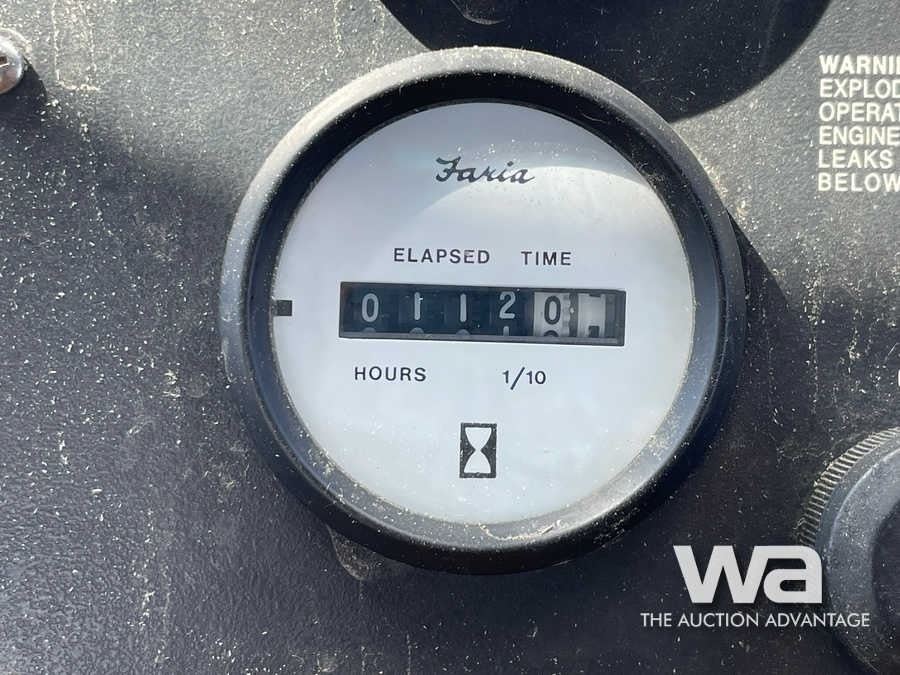 WARNI
EXPLOD
OPERAT
ENGINE
LEAKS
BELOW
Faria
ELAPSED TIME
01120
HOURS 1/10
wa
THE AUCTION ADVANTAGE